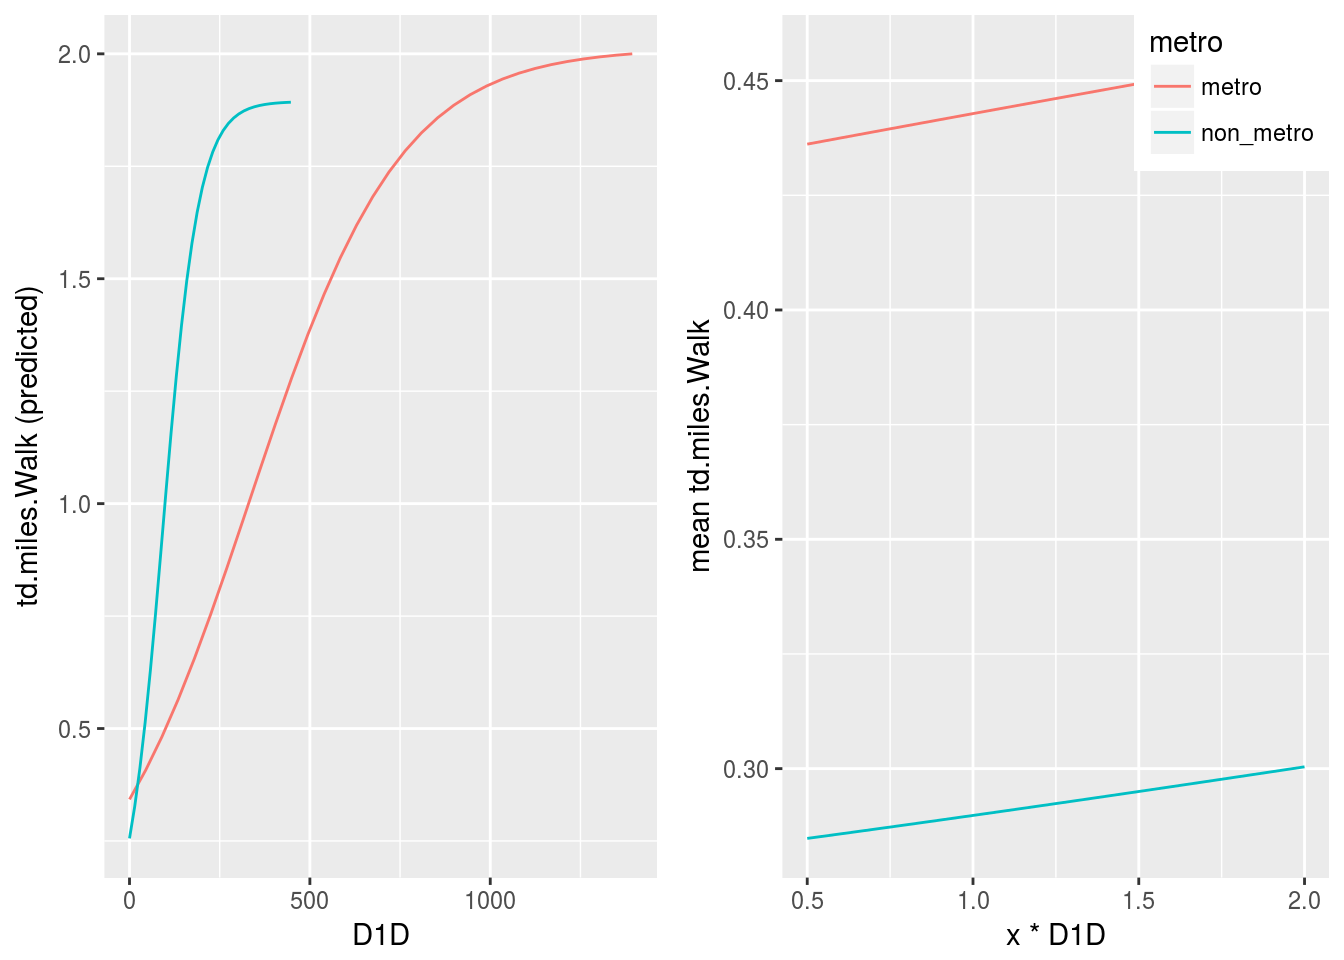 td.miles.Walk (predicted)
2.0
1.5
1.0
0.5
0
500
1000
D1D
mean td.miles.Walk
0.45
0.40
0.35
0.30
0.5
1.0
1.5
2.0
x * D1D
metro
metro
non_metro